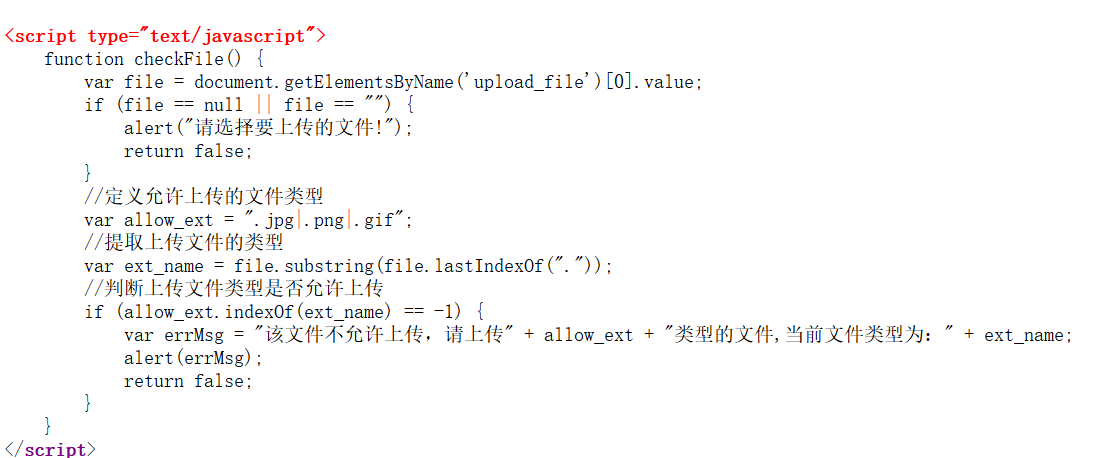 <script type="text/javascript">
    function checkFile() {
        var file = document.getElementsByName('upload_file')[0].value;
        if (file == null || file == "") {
            alert("请选择要上传的文件!");
            return false;
        }
        //定义允许上传的文件类型
        var allow_ext = ".jpg|.png|.gif";
        //提取上传文件的类型
        var ext_name = file.substring(file.lastIndexOf("."));
        //判断上传文件类型是否允许上传
        if (allow_ext.indexOf(ext_name) == -1) {
            var errMsg = "该文件不允许上传，请上传" + allow_ext + "类型的文件,当前文件类型为：" + ext_name;
            alert(errMsg);
            return false;
        }
    }
</script>